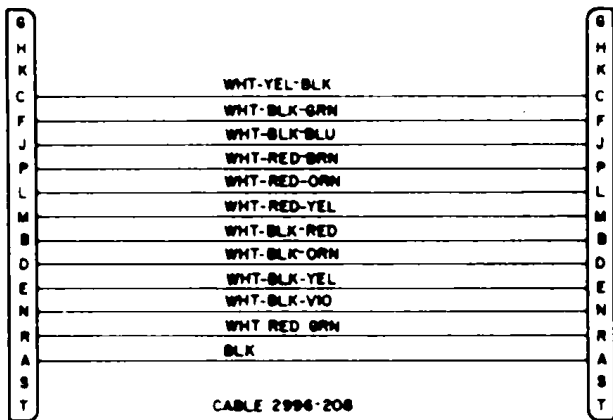 G G
H H
K K
WHT-YEL-BLK
C C
WHT-BLK-GRN
F F
WHT-BLK-BLU
J J
WHT-RED-BRN
P P
WHT-RED-ORN
L L
WHT-RED-YEL
M M
WHT-BLK-RED
B B
WHT-BLK-ORN
D D
WHT-BLK-YEL
E E
WHT-BLK-VIO
N N
WHT RED GRN
R R
BLK
A A
S S
T CABLE 2996-208 T